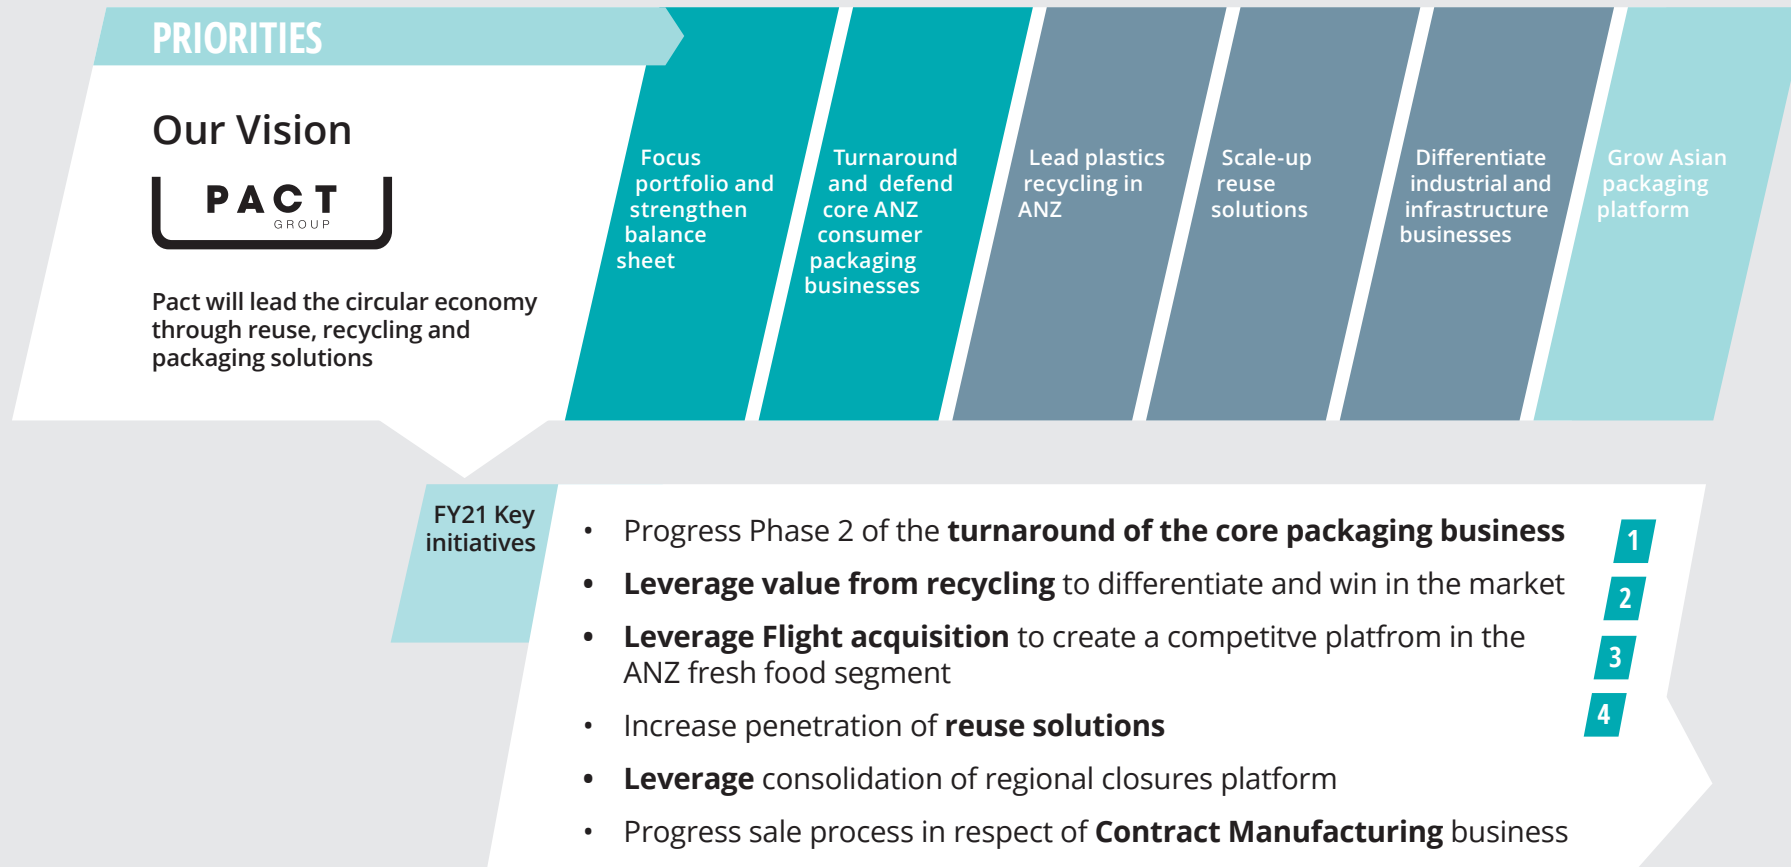 PRIORITIES
Our Vision
PACT
GROUP
Pact will lead the circular economy
through reuse, recycling and
packaging solutions
Focus
portfolio and
strengthen
balance
sheet
Turnaround
and defend
core ANZ
consumer
packaging
businesses
Lead plastics
recycling in
ANZ
Scale-up
reuse
solutions
Differentiate
industrial and
infrastructure
businesses
Grow Asian
packaging
platform
FY21 Key
initiatives
• Progress Phase 2 of the turnaround of the core packaging business
• Leverage value from recycling to differentiate and win in the market
• Leverage Flight acquisition to create a competitve platfrom in the
ANZ fresh food segment
• Increase penetration of reuse solutions
• Leverage consolidation of regional closures platform
• Progress sale process in respect of Contract Manufacturing business
1
2
3
4